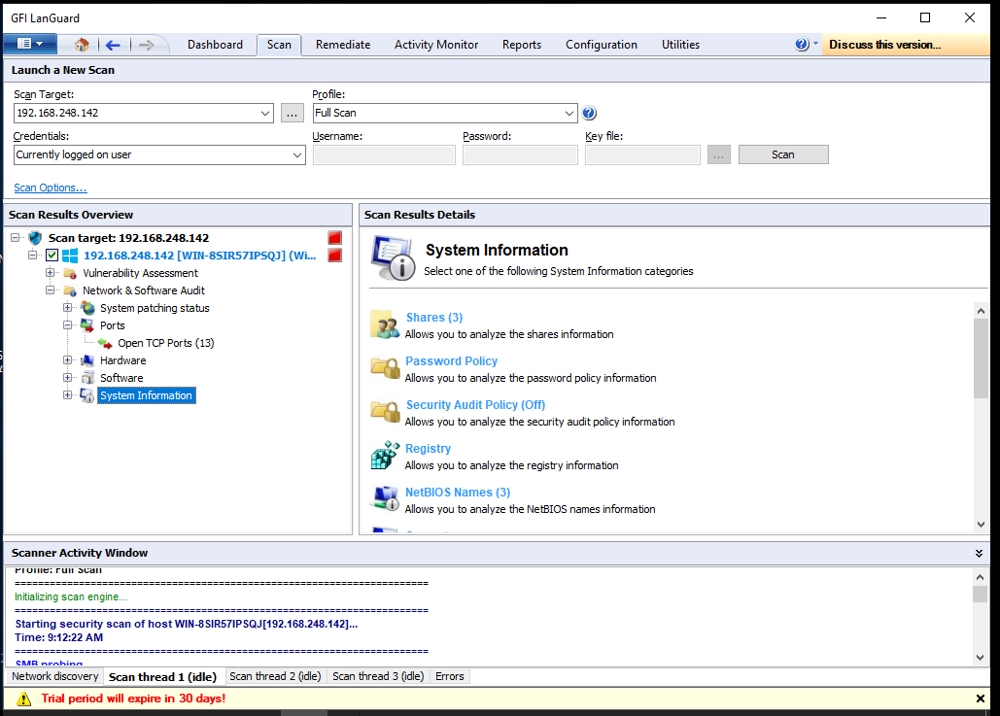 GFI LanGuard
Dashboard Scan Remediate Activity Monitor Reports Configuration Utilities Discuss this version...
Launch a New Scan
Scan Target: Profile:
192.168.248.142 ... Full Scan
Credentials: Username: Password: Key file:
Currently logged on user ... Scan
Scan Options...
Scan Results Overview
Scan target: 192.168.248.142
192.168.248.142 [WIN-8SIR57IPSQJ] (Wi...
Vulnerability Assessment
Network & Software Audit
System patching status
Ports
Open TCP Ports (13)
Hardware
Software
System Information
Scan Results Details
System Information
Select one of the following System Information categories
Shares (3)
Allows you to analyze the shares information
Password Policy
Allows you to analyze the password policy information
Security Audit Policy (Off)
Allows you to analyze the security audit policy information
Registry
Allows you to analyze the registry information
NetBIOS Names (3)
Allows you to analyze the NetBIOS names information
Scanner Activity Window
Profile: Full Scan
Initializing scan engine...
Starting security scan of host WIN-8SIR57IPSQJ[192.168.248.142]...
Time: 9:12:22 AM
SMB probing
Network discovery Scan thread 1 (idle) Scan thread 2 (idle) Scan thread 3 (idle) Errors
Trial period will expire in 30 days!